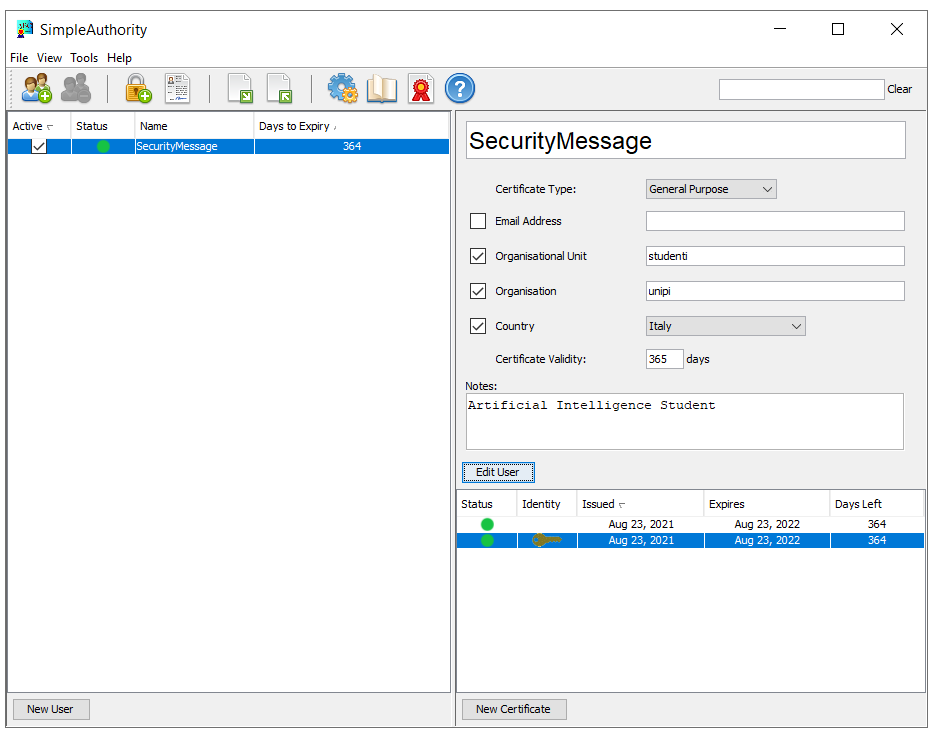 SimpleAuthority
File View Tools Help
Clear
Active Status Name Days to Expiry
SecurityMessage 364
SecurityMessage
Certificate Type: General Purpose
Email Address
Organisational Unit studenti
Organisation unipi
Country Italy
Certificate Validity: 365 days
Notes:
Artificial Intelligence Student
Edit User
Status Identity Issued Expires Days Left
Aug 23, 2021 Aug 23, 2022 364
Aug 23, 2021 Aug 23, 2022 364
New User New Certificate